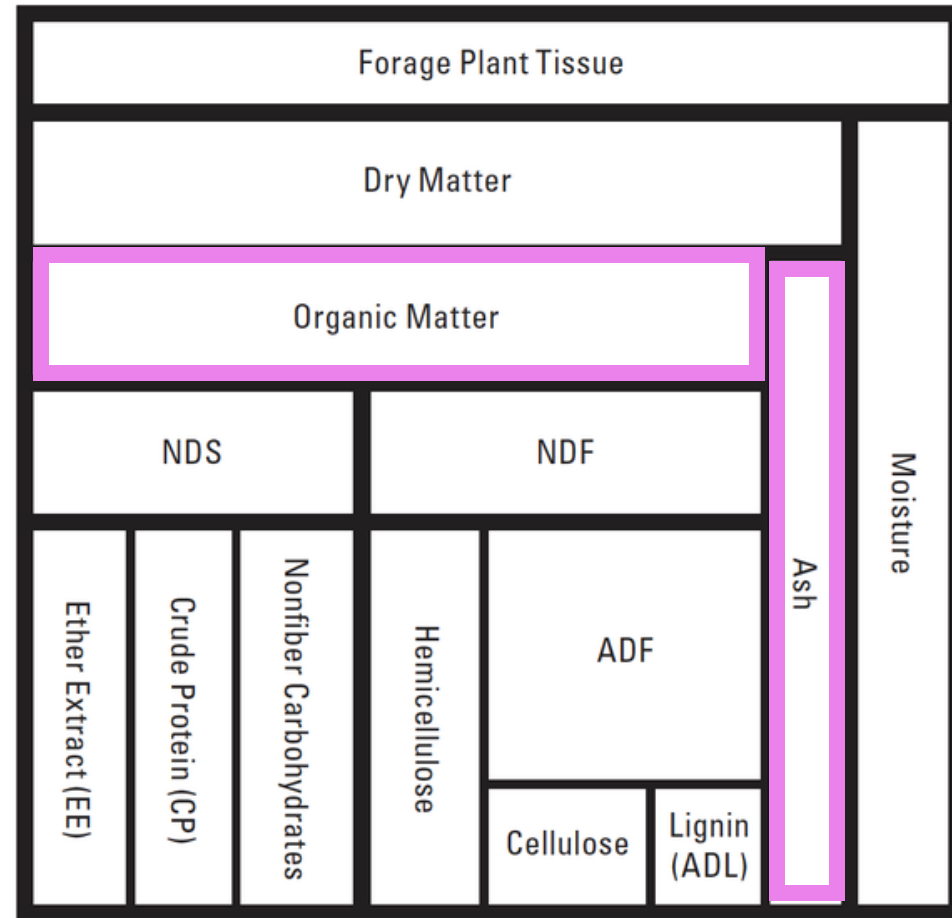 Forage Plant Tissue
Dry Matter
Organic Matter
NDS
NDF
Moisture
Ash
Ether Extract (EE)
Crude Protein (CP)
Nonfiber Carbohydrates
Hemicellulose
ADF
Cellulose
Lignin
(ADL)